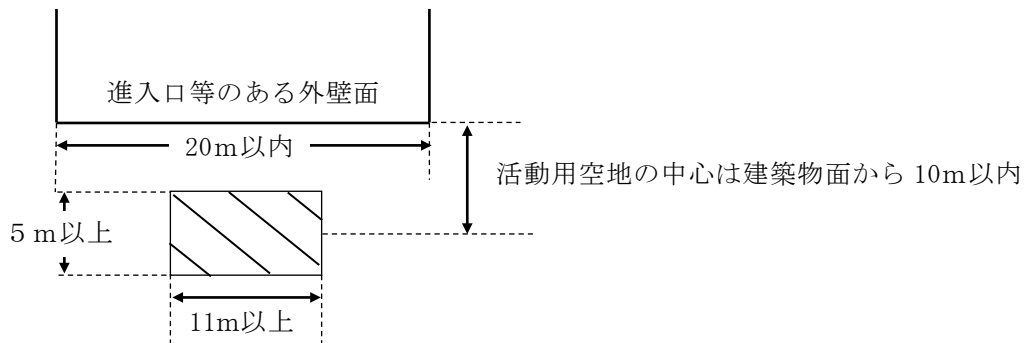 進入口等のある外壁面
20m以内
活動用空地の中心は建築物面から 10m以内
５m以上
11m以上